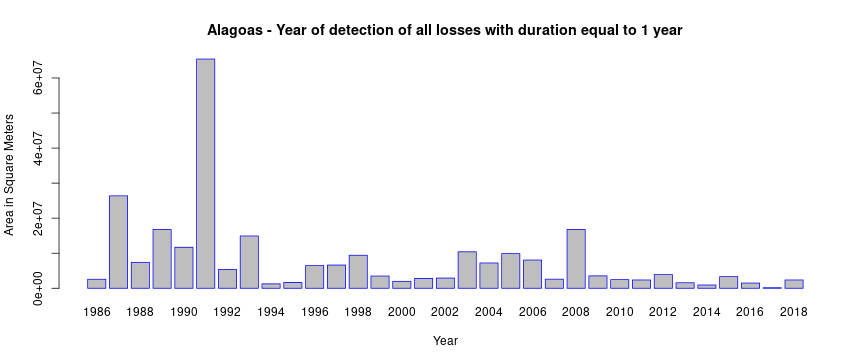 Alagoas - Year of detection of all losses with duration equal to 1 year
Area in Square Meters
6e+07
4e+07
2e+07
0e+00
1986 1988 1990 1992 1994 1996 1998 2000 2002 2004 2006 2008 2010 2012 2014 2016 2018
Year